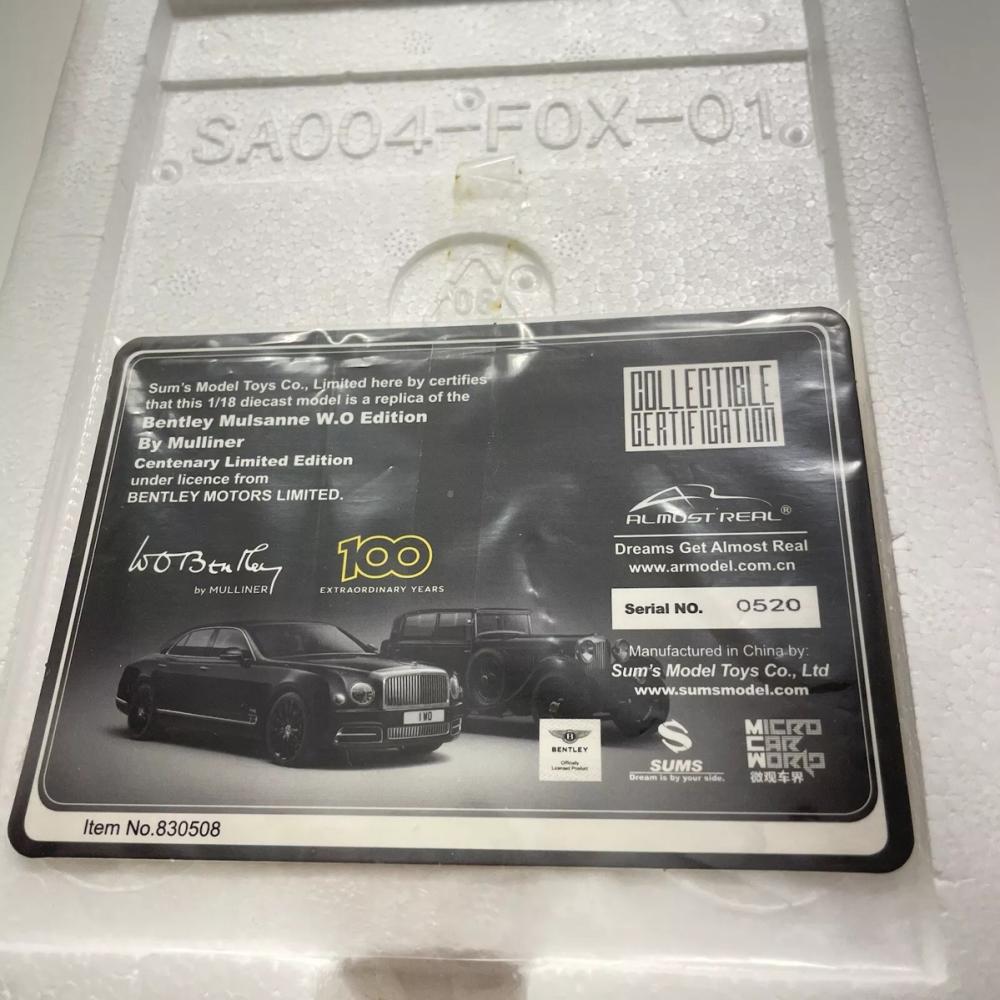 SA004-FOX-01
06
Sum's Model Toys Co., Limited here by certifies
that this 1/18 diecast model is a replica of the
Bentley Mulsanne W.O Edition
By Mulliner
Centenary Limited Edition
under licence from
BENTLEY MOTORS LIMITED.
W O Bentley
by MULLINER
100
EXTRAORDINARY YEARS
COLLECTIBLE
CERTIFICATION
ALMOST REAL®
Dreams Get Almost Real
www.armodel.com.cn
Serial NO. 0520
Manufactured in China by:
Sum's Model Toys Co., Ltd
www.sumsmodel.com
1 WO
B
BENTLEY
Officially
Licensed Product
SUMS
Dream is by your side.
MICRO
CAR
WORLD
微观车界
Item No.830508